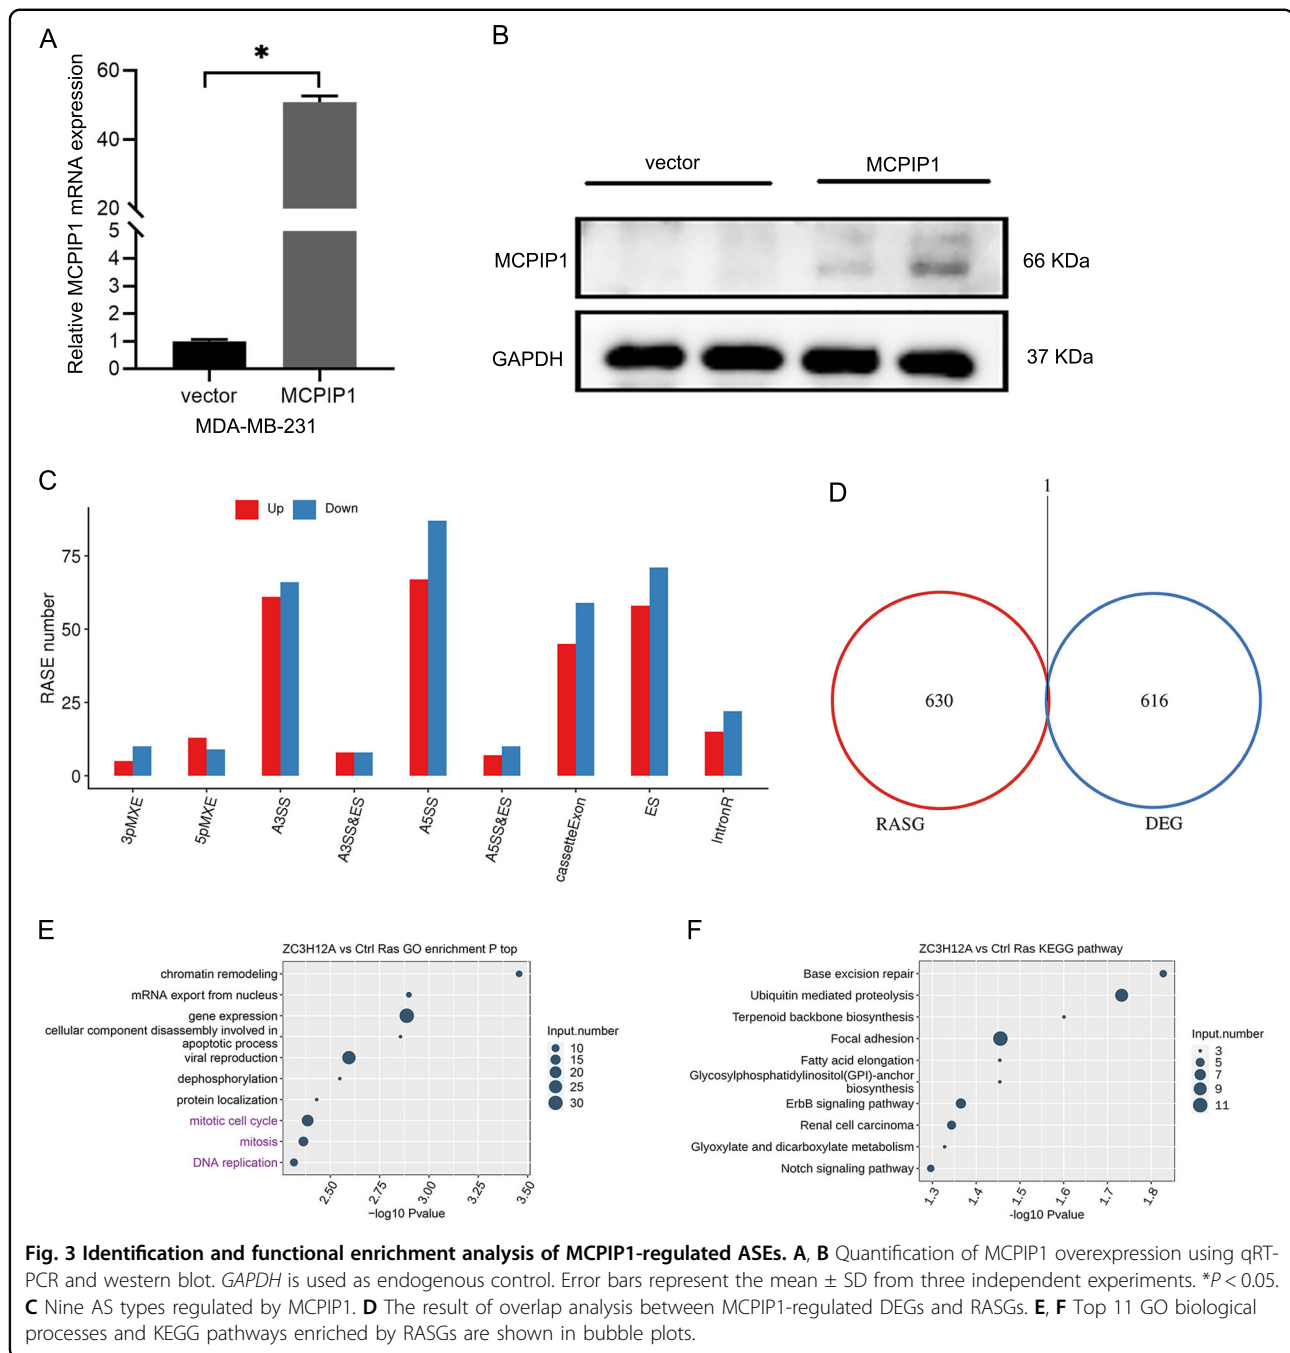 A
*
60
40
20
5
4
3
2
1
0
Relative MCPIP1 mRNA expression
vector
MCPIP1
MDA-MB-231
B
vector
MCPIP1
MCPIP1
66 KDa
GAPDH
37 KDa
C
Up
Down
75
50
25
0
RASE number
3pMXE
5pMXE
A3SS
A3SS&ES
A5SS
A5SS&ES
cassetteExon
ES
IntronR
D
1
630
616
RASG
DEG
E
ZC3H12A vs Ctrl Ras GO enrichment P top
chromatin remodeling
mRNA export from nucleus
gene expression
cellular component disassembly involved in
apoptotic process
viral reproduction
dephosphorylation
protein localization
mitotic cell cycle
mitosis
DNA replication
2.50
2.75
3.00
3.25
3.50
−log10 Pvalue
Input.number
10
15
20
25
30
F
ZC3H12A vs Ctrl Ras KEGG pathway
Base excision repair
Ubiquitin mediated proteolysis
Terpenoid backbone biosynthesis
Focal adhesion
Fatty acid elongation
Glycosylphosphatidylinositol(GPI)-anchor
biosynthesis
ErbB signaling pathway
Renal cell carcinoma
Glyoxylate and dicarboxylate metabolism
Notch signaling pathway
1.3
1.4
1.5
1.6
1.7
1.8
-log10 Pvalue
Input.number
3
5
7
9
11
Fig. 3 Identification and functional enrichment analysis of MCPIP1-regulated ASEs. A, B Quantification of MCPIP1 overexpression using qRT-
PCR and western blot. GAPDH is used as endogenous control. Error bars represent the mean ± SD from three independent experiments. *P < 0.05.
C Nine AS types regulated by MCPIP1. D The result of overlap analysis between MCPIP1-regulated DEGs and RASGs. E, F Top 11 GO biological
processes and KEGG pathways enriched by RASGs are shown in bubble plots.